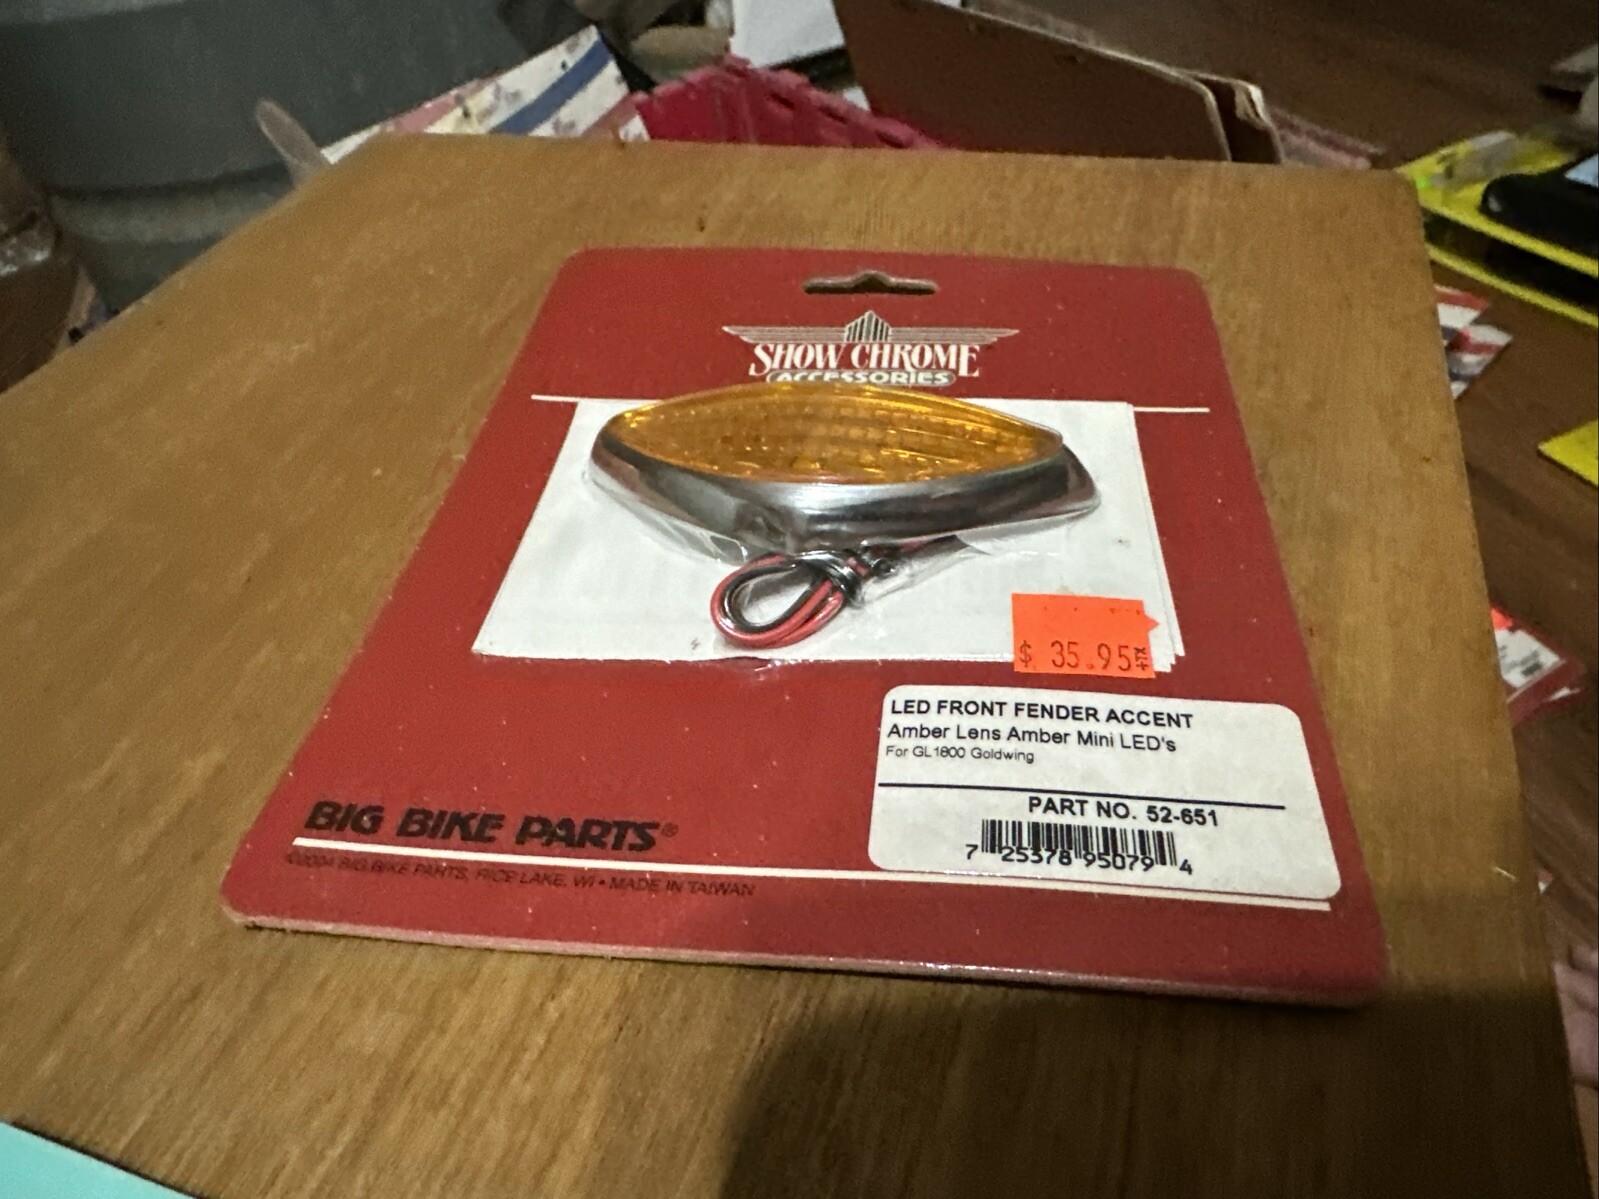 SHOW CHROME
ACCESSORIES
$ 35.95 +TX
LED FRONT FENDER ACCENT
Amber Lens Amber Mini LED's
For GL1800 Goldwing
PART NO. 52-651
7 25378 95079 4
BIG BIKE PARTS®
©2004 BIG BIKE PARTS, RICE LAKE, WI • MADE IN TAIWAN